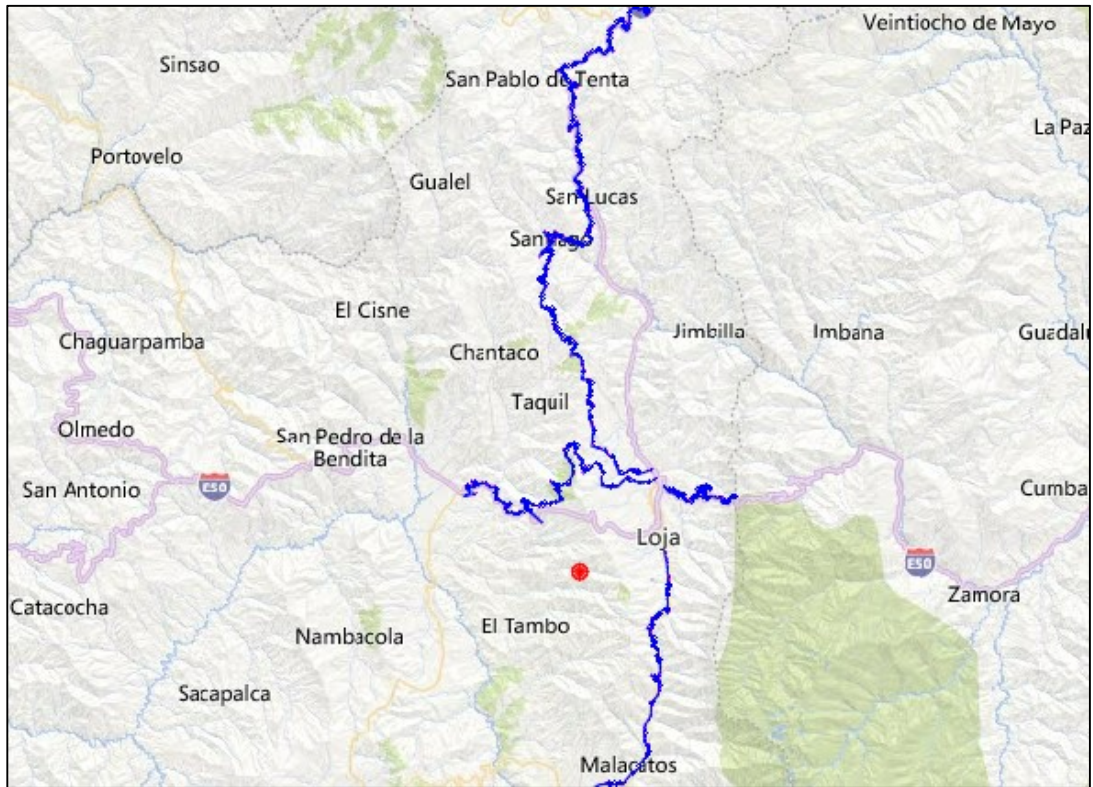 Veintiocho de Mayo
Sinsao
San Pablo de Tenta
La Paz
Portovelo
Gualel
San Lucas
Santiago
El Cisne
Jimbilla
Imbana
Guadalu
Chaguarpamba
Chantaco
Taquil
Olmedo
San Pedro de la
Bendita
San Antonio
E50
Cumba
Loja
E50
Zamora
Catacocha
El Tambo
Nambacola
Sacapalca
Malacatos